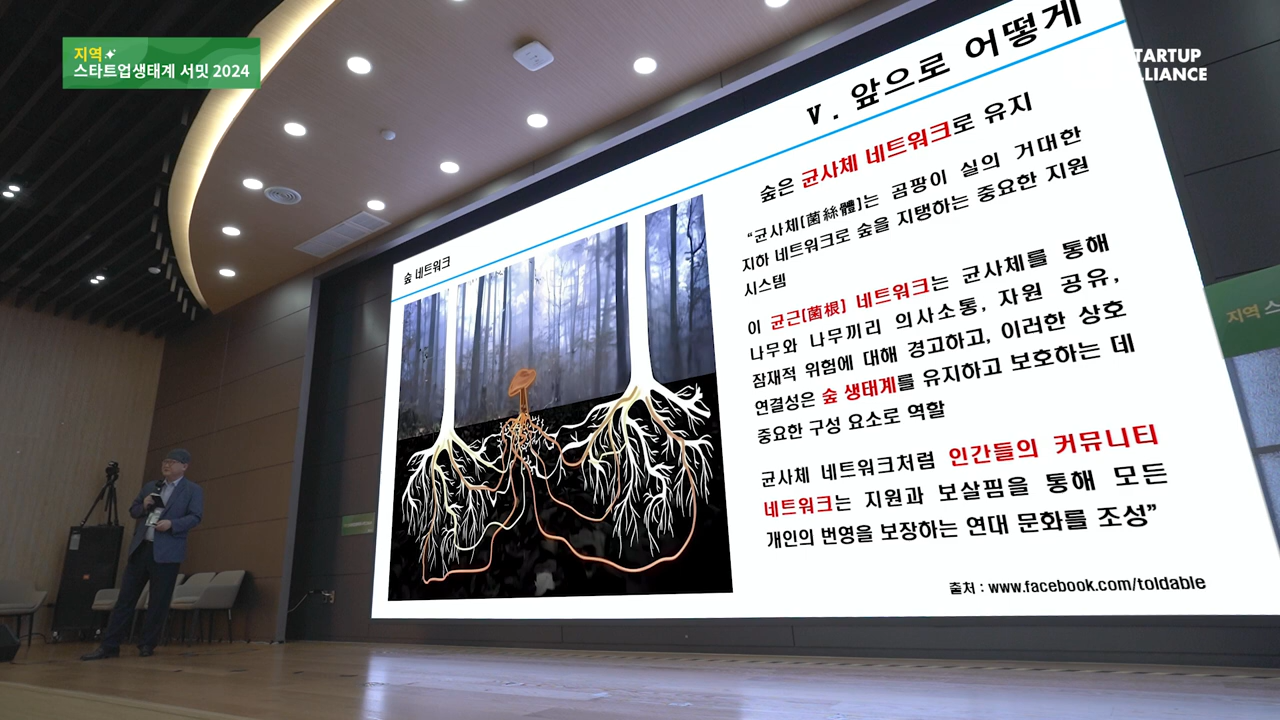 지역
스타트업생태계 서밋 2024
STARTUP
ALLIANCE
V. 앞으로 어떻게
숲 네트워크
숲은 균사체 네트워크로 유지
“균사체(菌絲體)는 곰팡이 실의 거대한
지하 네트워크로 숲을 지탱하는 중요한 지원
시스템
이 균근(菌根) 네트워크는 균사체를 통해
나무와 나무끼리 의사소통, 자원 공유,
잠재적 위험에 대해 경고하고, 이러한 상호
연결성은 숲 생태계를 유지하고 보호하는 데
중요한 구성 요소로 역할
균사체 네트워크처럼 인간들의 커뮤니티
네트워크는 지원과 보살핌을 통해 모든
개인의 번영을 보장하는 연대 문화를 조성”
출처 : www.facebook.com/toldable
지역 스